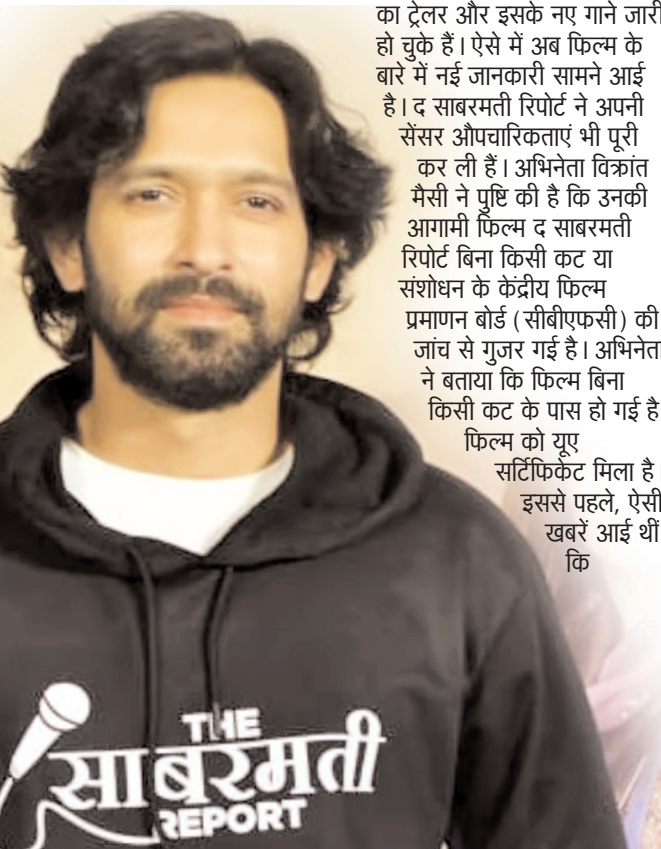 का ट्रेलर और इसके नए गाने जारी
हो चुके हैं। ऐसे में अब फिल्म के
बारे में नई जानकारी सामने आई
है। द साबरमती रिपोर्ट ने अपनी
सेंसर औपचारिकताएं भी पूरी
कर ली हैं। अभिनेता विक्रांत
मैसी ने पुष्टि की है कि उनकी
आगामी फिल्म द साबरमती
रिपोर्ट बिना किसी कट या
संशोधन के केंद्रीय फिल्म
प्रमाणन बोर्ड (सीबीएफसी) की
जांच से गुजर गई है। अभिनेता
ने बताया कि फिल्म बिना
किसी कट के पास हो गई है
फिल्म को यूए
सर्टिफिकेट मिला है
इससे पहले, ऐसी
खबरें आई थीं
कि
THE
साबरमती
REPORT